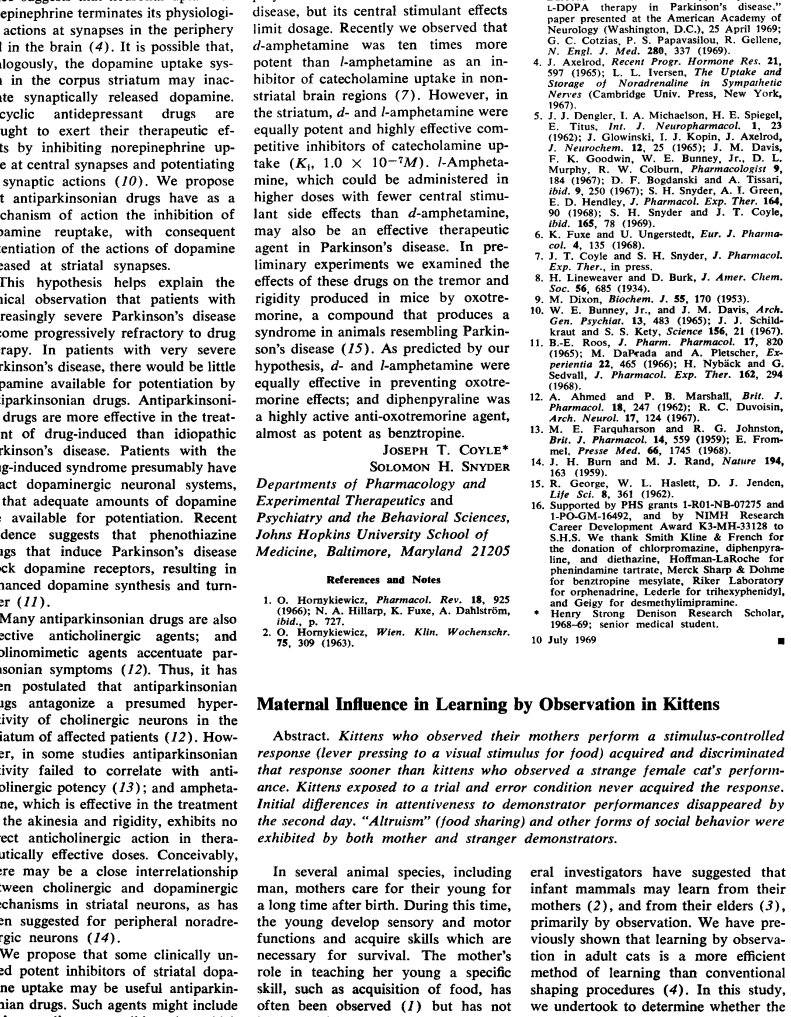 epinephrine terminates its physiologi-
actions at synapses in the periphery
in the brain (4). It is possible that,
logously, the dopamine uptake sys-
in the corpus striatum may inac-
te synaptically released dopamine.
cyclic antidepressant drugs are
ught to exert their therapeutic ef-
ts by inhibiting norepinephrine up-
e at central synapses and potentiating
synaptic actions (10). We propose
t antiparkinsonian drugs have as a
chanism of action the inhibition of
pamine reuptake, with consequent
tentiation of the actions of dopamine
eased at striatal synapses.
This hypothesis helps explain the
nical observation that patients with
reasingly severe Parkinson's disease
come progressively refractory to drug
rapy. In patients with very severe
rkinson's disease, there would be little
pamine available for potentiation by
tiparkinsonian drugs. Antiparkinsoni-
drugs are more effective in the treat-
nt of drug-induced than idiopathic
rkinson's disease. Patients with the
ug-induced syndrome presumably have
act dopaminergic neuronal systems,
that adequate amounts of dopamine
available for potentiation. Recent
dence suggests that phenothiazine
ugs that induce Parkinson's disease
ck dopamine receptors, resulting in
hanced dopamine synthesis and turn-
er (11).
Many antiparkinsonian drugs are also
ective anticholinergic agents; and
olinomimetic agents accentuate par-
nsonian symptoms (12). Thus, it has
en postulated that antiparkinsonian
ugs antagonize a presumed hyper-
tivity of cholinergic neurons in the
iatum of affected patients (12). How-
er, in some studies antiparkinsonian
tivity failed to correlate with anti-
olinergic potency (13); and ampheta-
ne, which is effective in the treatment
the akinesia and rigidity, exhibits no
rect anticholinergic action in thera-
utically effective doses. Conceivably,
ere may be a close interrelationship
tween cholinergic and dopaminergic
echanisms in striatal neurons, as has
en suggested for peripheral noradre-
rgic neurons (14).
We propose that some clinically un-
ed potent inhibitors of striatal dopa-
ne uptake may be useful antiparkin-
nian drugs. Such agents might include
disease, but its central stimulant effects
limit dosage. Recently we observed that
d-amphetamine was ten times more
potent than l-amphetamine as an in-
hibitor of catecholamine uptake in non-
striatal brain regions (7). However, in
the striatum, d- and l-amphetamine were
equally potent and highly effective com-
petitive inhibitors of catecholamine up-
take (Ki, 1.0 × 10⁻⁷M). l-Ampheta-
mine, which could be administered in
higher doses with fewer central stimu-
lant side effects than d-amphetamine,
may also be an effective therapeutic
agent in Parkinson's disease. In pre-
liminary experiments we examined the
effects of these drugs on the tremor and
rigidity produced in mice by oxotre-
morine, a compound that produces a
syndrome in animals resembling Parkin-
son's disease (15). As predicted by our
hypothesis, d- and l-amphetamine were
equally effective in preventing oxotre-
morine effects; and diphenpyraline was
a highly active anti-oxotremorine agent,
almost as potent as benztropine.
JOSEPH T. COYLE*
SOLOMON H. SNYDER
Departments of Pharmacology and
Experimental Therapeutics and
Psychiatry and the Behavioral Sciences,
Johns Hopkins University School of
Medicine, Baltimore, Maryland 21205
References and Notes
1. O. Hornykiewicz, Pharmacol. Rev. 18, 925
(1966); N. A. Hillarp, K. Fuxe, A. Dahlström,
ibid., p. 727.
2. O. Hornykiewicz, Wien. Klin. Wochenschr.
75, 309 (1963).
L-DOPA therapy in Parkinson's disease."
paper presented at the American Academy of
Neurology (Washington, D.C.), 25 April 1969;
G. C. Cotzias, P. S. Papavasilou, R. Gellene,
N. Engl. J. Med. 280, 337 (1969).
4. J. Axelrod, Recent Progr. Hormone Res. 21,
597 (1965); L. L. Iversen, The Uptake and
Storage of Noradrenaline in Sympathetic
Nerves (Cambridge Univ. Press, New York,
1967).
5. J. J. Dengler, I. A. Michaelson, H. E. Spiegel,
E. Titus, Int. J. Neuropharmacol. 1, 23
(1962); J. Glowinski, I. J. Kopin, J. Axelrod,
J. Neurochem. 12, 25 (1965); J. M. Davis,
F. K. Goodwin, W. E. Bunney, Jr., D. L.
Murphy, R. W. Colburn, Pharmacologist 9,
184 (1967); D. F. Bogdanski and A. Tissari,
ibid. 9, 250 (1967); S. H. Snyder, A. I. Green,
E. D. Hendley, J. Pharmacol. Exp. Ther. 164,
90 (1968); S. H. Snyder and J. T. Coyle,
ibid. 165, 78 (1969).
6. K. Fuxe and U. Ungerstedt, Eur. J. Pharma-
col. 4, 135 (1968).
7. J. T. Coyle and S. H. Snyder, J. Pharmacol.
Exp. Ther., in press.
8. H. Lineweaver and D. Burk, J. Amer. Chem.
Soc. 56, 685 (1934).
9. M. Dixon, Biochem. J. 55, 170 (1953).
10. W. E. Bunney, Jr., and J. M. Davis, Arch.
Gen. Psychiat. 13, 483 (1965); J. J. Schild-
kraut and S. S. Kety, Science 156, 21 (1967).
11. B.-E. Roos, J. Pharm. Pharmacol. 17, 820
(1965); M. DaPrada and A. Pletscher, Ex-
perientia 22, 465 (1966); H. Nybäck and G.
Sedvall, J. Pharmacol. Exp. Ther. 162, 294
(1968).
12. A. Ahmed and P. B. Marshall, Brit. J.
Pharmacol. 18, 247 (1962); R. C. Duvoisin,
Arch. Neurol. 17, 124 (1967).
13. M. E. Farquharson and R. G. Johnston,
Brit. J. Pharmacol. 14, 559 (1959); E. From-
mel, Presse Med. 66, 1745 (1968).
14. J. H. Burn and M. J. Rand, Nature 194,
163 (1959).
15. R. George, W. L. Haslett, D. J. Jenden,
Life Sci. 8, 361 (1962).
16. Supported by PHS grants 1-R01-NB-07275 and
1-PO-GM-16492, and by NIMH Research
Career Development Award K3-MH-33128 to
S.H.S. We thank Smith Kline & French for
the donation of chlorpromazine, diphenpyra-
line, and diethazine, Hoffman-LaRoche for
phenindamine tartrate, Merck Sharp & Dohme
for benztropine mesylate, Riker Laboratory
for orphenadrine, Lederle for trihexyphenidyl,
and Geigy for desmethylimipramine.
* Henry Strong Denison Research Scholar,
1968–69; senior medical student.
10 July 1969 ■
Maternal Influence in Learning by Observation in Kittens
Abstract. Kittens who observed their mothers perform a stimulus-controlled
response (lever pressing to a visual stimulus for food) acquired and discriminated
that response sooner than kittens who observed a strange female cat's perform-
ance. Kittens exposed to a trial and error condition never acquired the response.
Initial differences in attentiveness to demonstrator performances disappeared by
the second day. "Altruism" (food sharing) and other forms of social behavior were
exhibited by both mother and stranger demonstrators.
In several animal species, including
man, mothers care for their young for
a long time after birth. During this time,
the young develop sensory and motor
functions and acquire skills which are
necessary for survival. The mother's
role in teaching her young a specific
skill, such as acquisition of food, has
often been observed (1) but has not
eral investigators have suggested that
infant mammals may learn from their
mothers (2), and from their elders (3),
primarily by observation. We have pre-
viously shown that learning by observa-
tion in adult cats is a more efficient
method of learning than conventional
shaping procedures (4). In this study,
we undertook to determine whether the